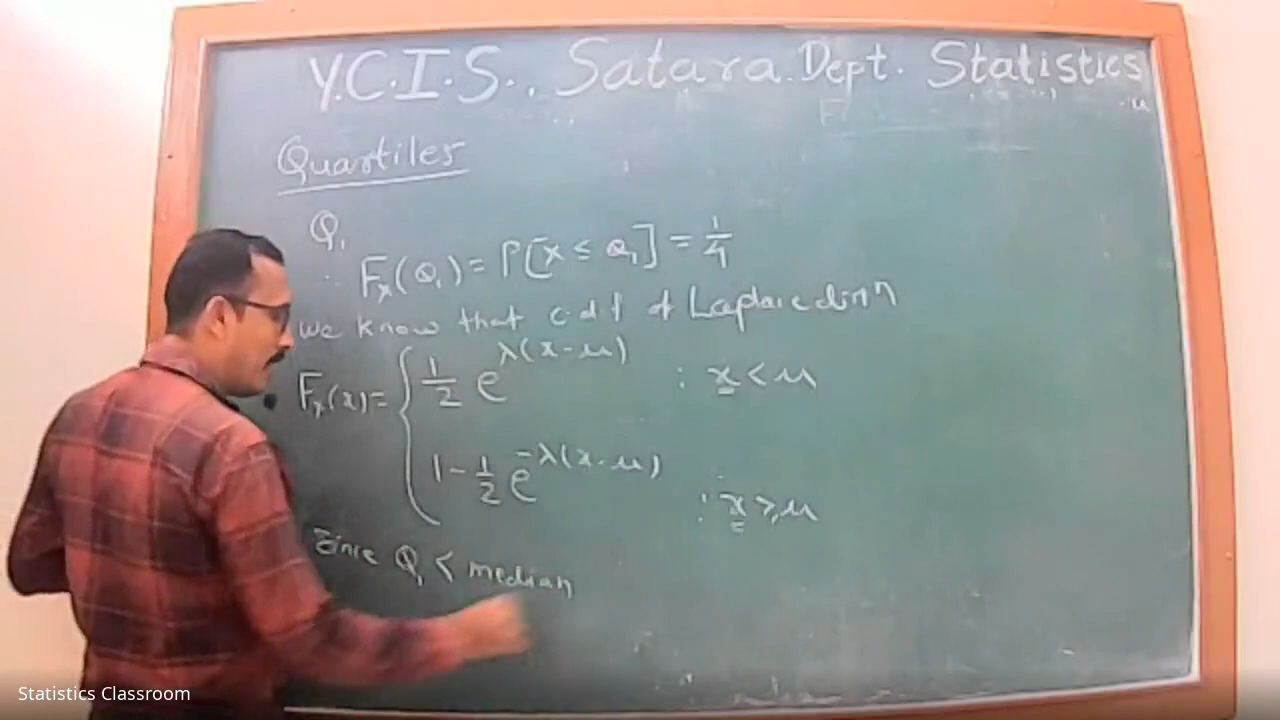 Y.C.I.S., Satara. Dept. Statistics
Quartiles
Q₁
∴ Fₓ(Q₁) = P[X ≤ Q₁] = 1/4
we know that c.d.f of Laplace distn
Fₓ(x) = { 1/2 e^{λ(x-μ)} : x < μ
1 - 1/2 e^{-λ(x-μ)} : x ≥ μ
Since Q₁ < median
Statistics Classroom